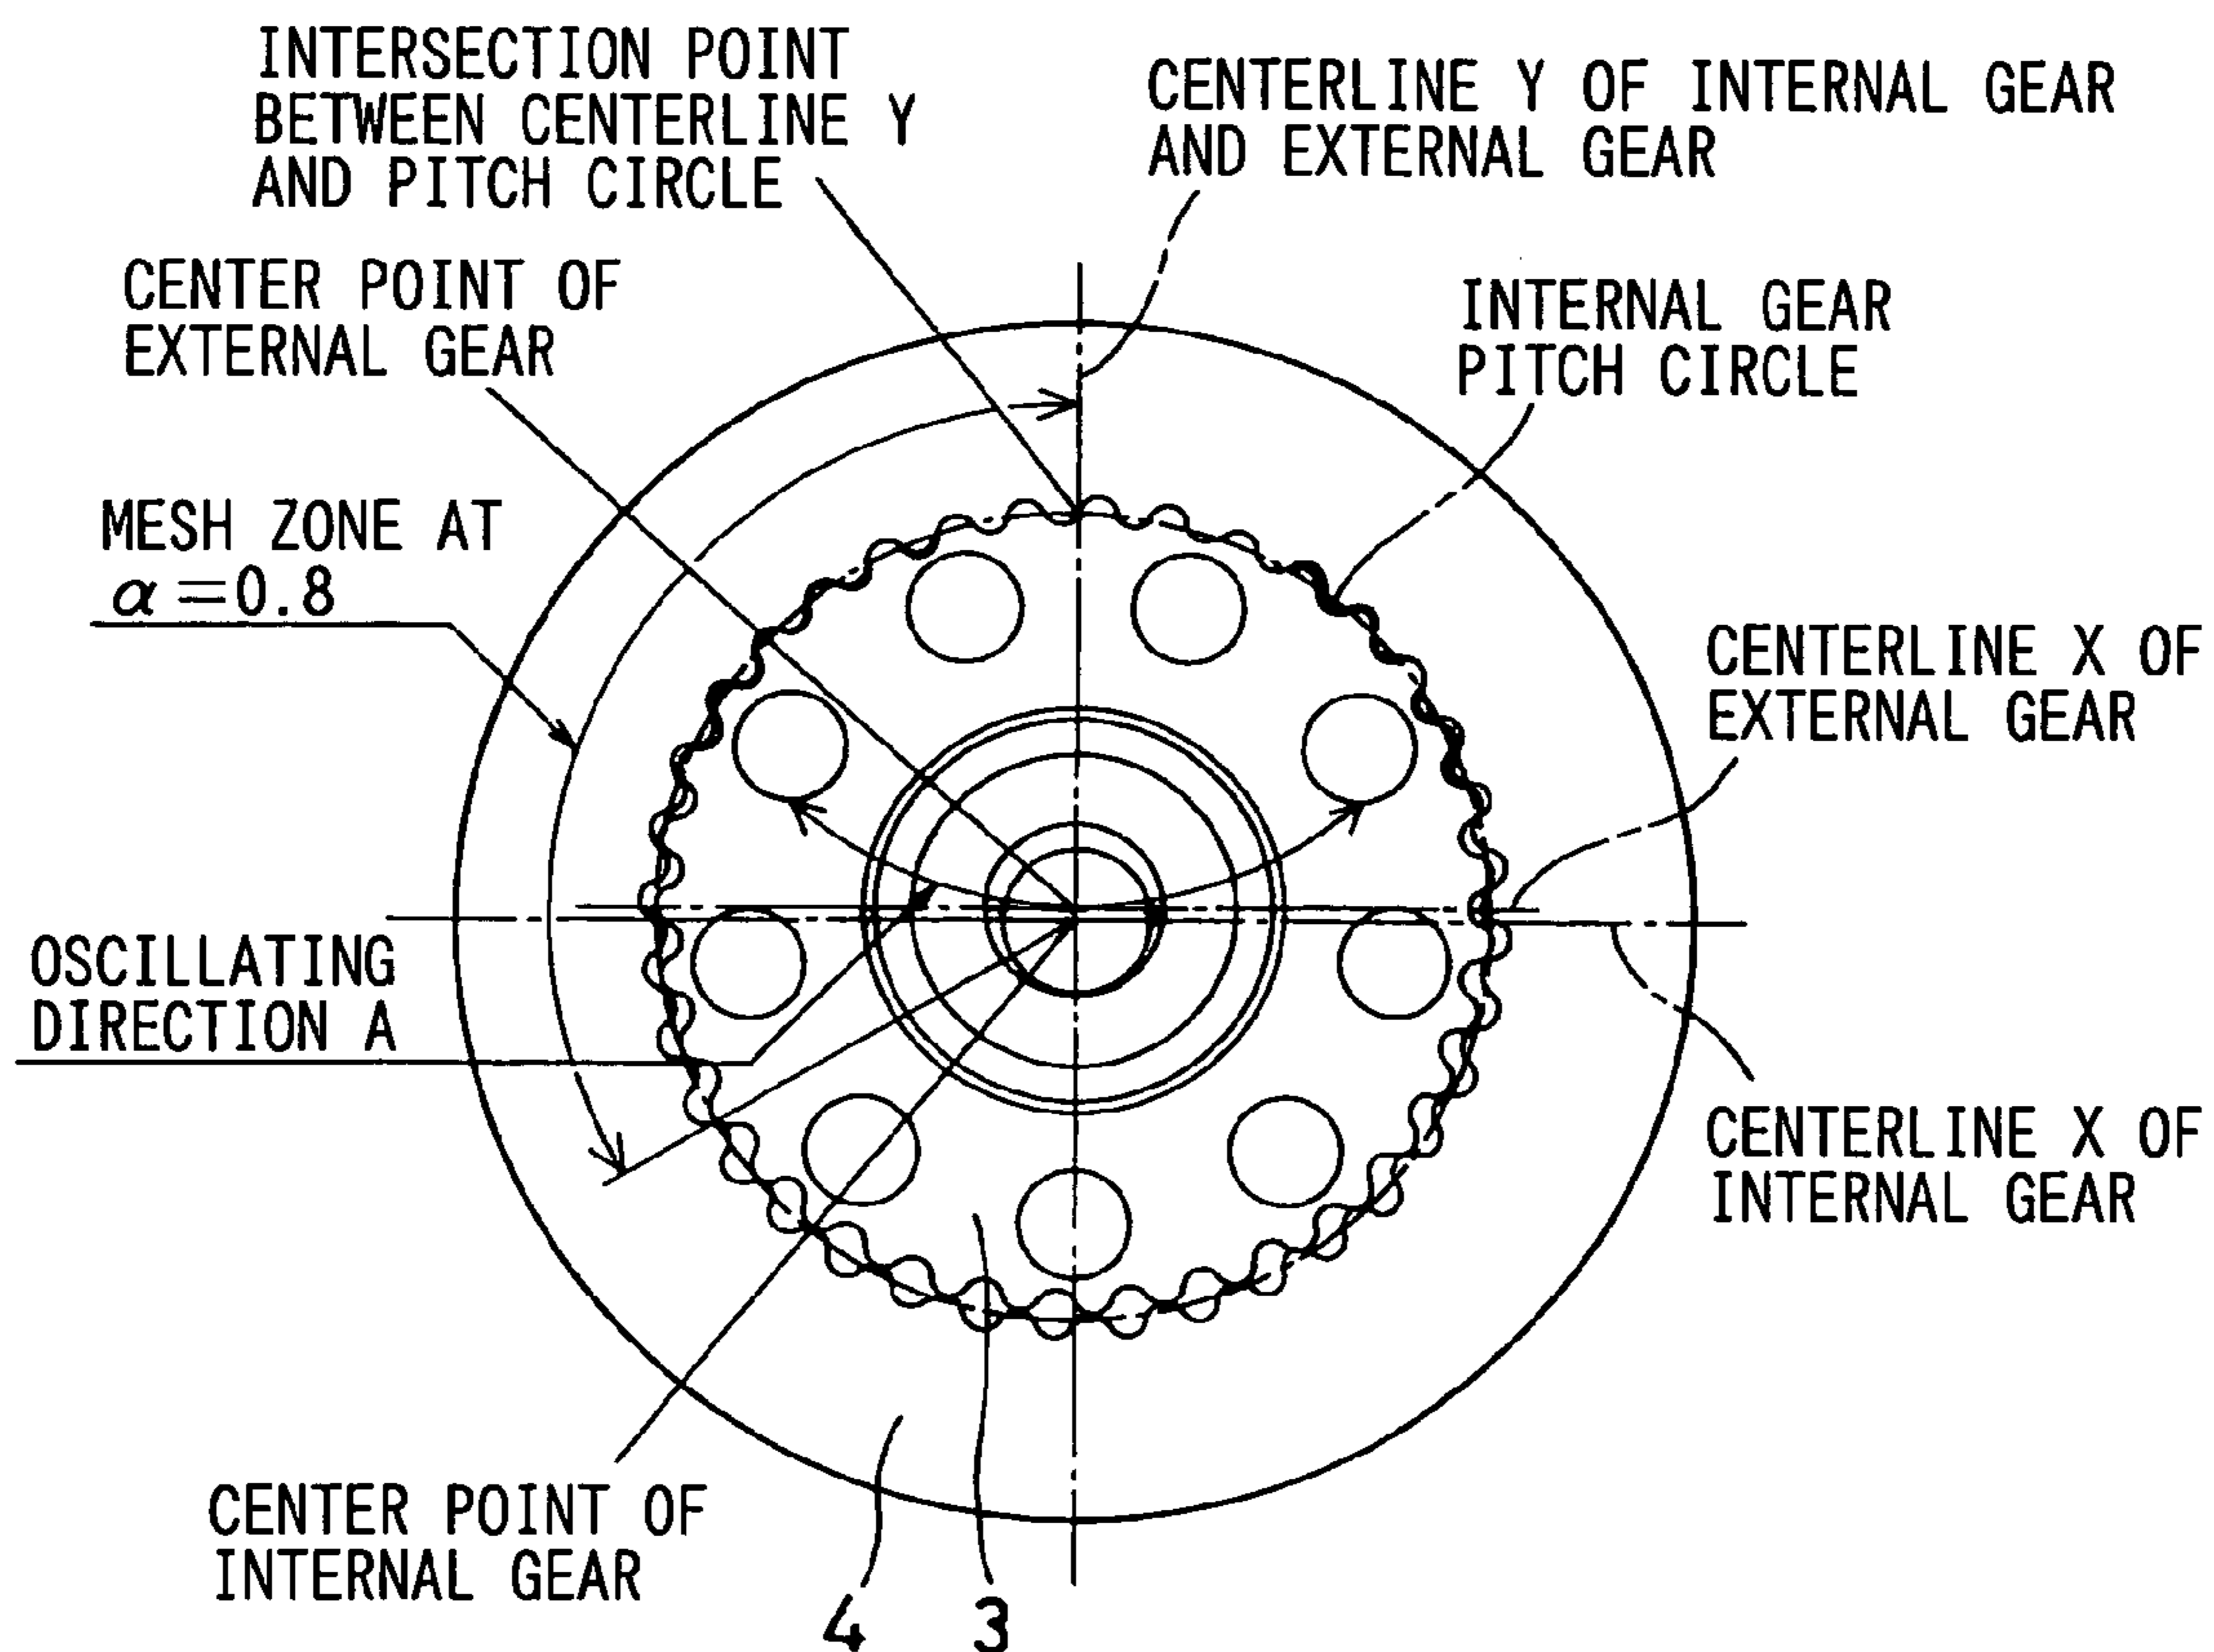 INTERSECTION POINT
BETWEEN CENTERLINE Y
AND PITCH CIRCLE
CENTERLINE Y OF INTERNAL GEAR
AND EXTERNAL GEAR
CENTER POINT OF
EXTERNAL GEAR
INTERNAL GEAR
PITCH CIRCLE
MESH ZONE AT
α=0.8
CENTERLINE X OF
EXTERNAL GEAR
OSCILLATING
DIRECTION A
CENTERLINE X OF
INTERNAL GEAR
CENTER POINT OF
INTERNAL GEAR
4
3